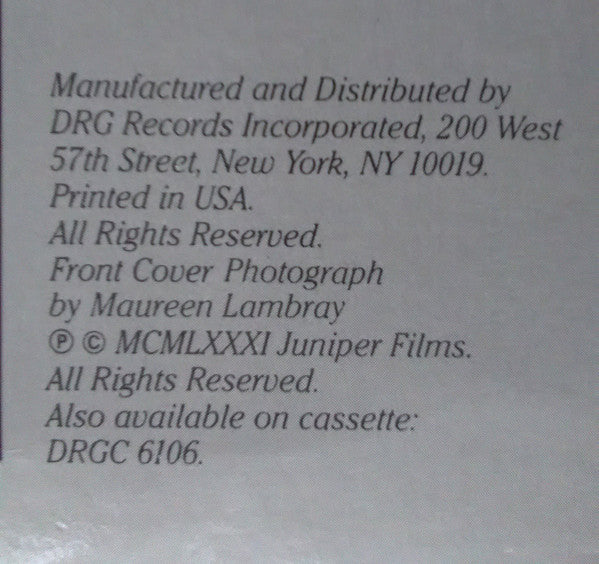 Manufactured and Distributed by
DRG Records Incorporated, 200 West
57th Street, New York, NY 10019.
Printed in USA.
All Rights Reserved.
Front Cover Photograph
by Maureen Lambray
℗ © MCMLXXXI Juniper Films.
All Rights Reserved.
Also available on cassette:
DRGC 6106.